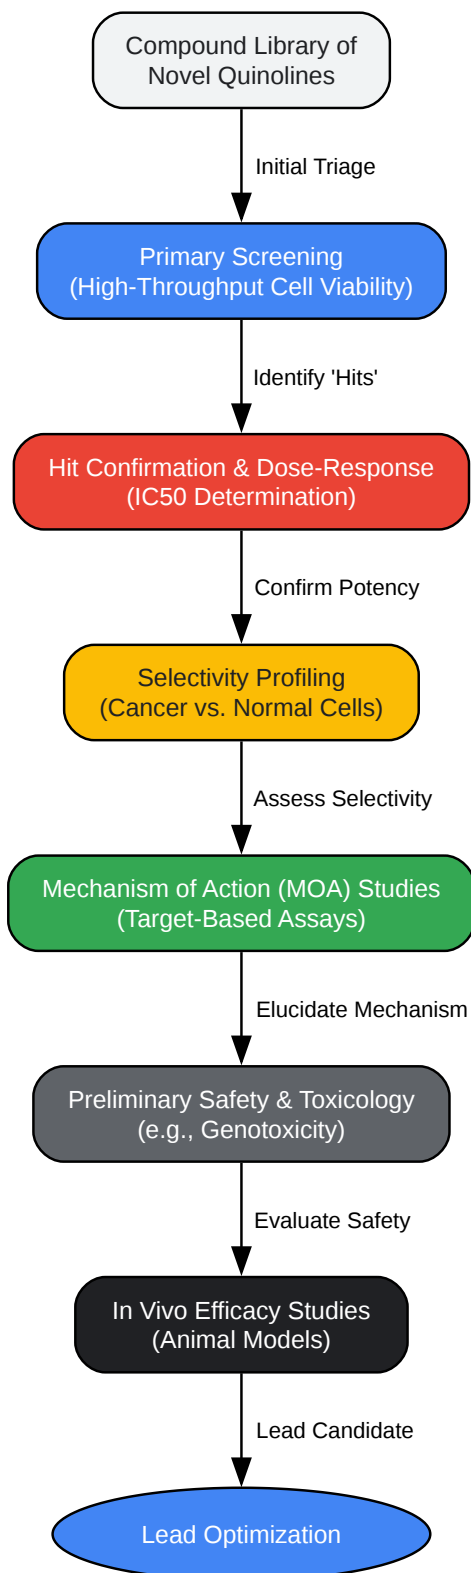 Compound Library of
Novel Quinolines
Initial Triage
Primary Screening
(High-Throughput Cell Viability)
Identify 'Hits'
Hit Confirmation & Dose-Response
(IC50 Determination)
Confirm Potency
Selectivity Profiling
(Cancer vs. Normal Cells)
Assess Selectivity
Mechanism of Action (MOA) Studies
(Target-Based Assays)
Elucidate Mechanism
Preliminary Safety & Toxicology
(e.g., Genotoxicity)
Evaluate Safety
In Vivo Efficacy Studies
(Animal Models)
Lead Candidate
Lead Optimization